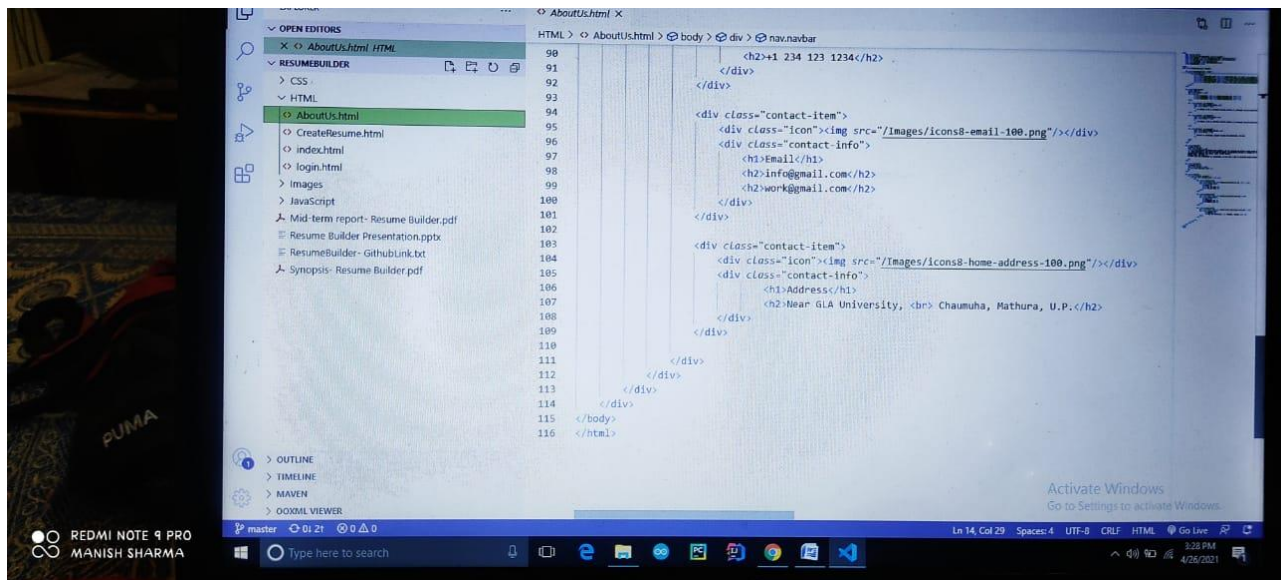 AboutUs.html ×
OPEN EDITORS
HTML > AboutUs.html > body > div > nav.navbar
× AboutUs.html HTML
RESUMEBUILDER
> CSS
HTML
AboutUs.html
CreateResume.html
index.html
login.html
> Images
> JavaScript
Mid-term report- Resume Builder.pdf
Resume Builder Presentation.pptx
ResumeBuilder- GithubLink.txt
Synopsis- Resume Builder.pdf
> OUTLINE
> TIMELINE
> MAVEN
> OOXML VIEWER
90 <h2>+1 234 123 1234</h2>
91 </div>
92 </div>
93
94 <div class="contact-item">
95 <div class="icon"><img src="/Images/icons8-email-100.png"/></div>
96 <div class="contact-info">
97 <h1>Email</h1>
98 <h2>info@gmail.com</h2>
99 <h2>work@gmail.com</h2>
100 </div>
101 </div>
102
103 <div class="contact-item">
104 <div class="icon"><img src="/Images/icons8-home-address-100.png"/></div>
105 <div class="contact-info">
106 <h1>Address</h1>
107 <h2>Near GLA University, <br> Chaumuha, Mathura, U.P.</h2>
108 </div>
109 </div>
110
111 </div>
112 </div>
113 </div>
114 </div>
115 </body>
116 </html>
PUMA
Activate Windows
Go to Settings to activate Windows.
master 0↓ 2↑ 0 0
Ln 14, Col 29 Spaces: 4 UTF-8 CRLF HTML Go Live
Type here to search
3:28 PM
4/26/2021
REDMI NOTE 9 PRO
MANISH SHARMA